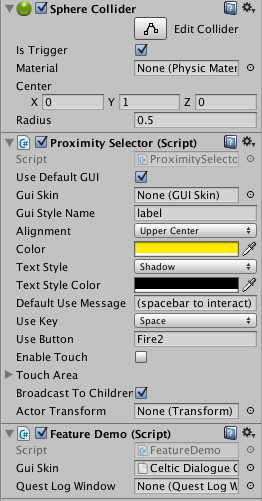 Sphere Collider
Edit Collider
Is Trigger
Material None (Physic Mater
Center
X 0 Y 1 Z 0
Radius 0.5
Proximity Selector (Script)
Script ProximitySelecto
Use Default GUI
Gui Skin None (GUI Skin)
Gui Style Name label
Alignment Upper Center
Color
Text Style Shadow
Text Style Color
Default Use Message (spacebar to interact)
Use Key Space
Use Button Fire2
Enable Touch
Touch Area
Broadcast To Children
Actor Transform None (Transform)
Feature Demo (Script)
Script FeatureDemo
Gui Skin Celtic Dialogue
Quest Log Window None (Quest Log W